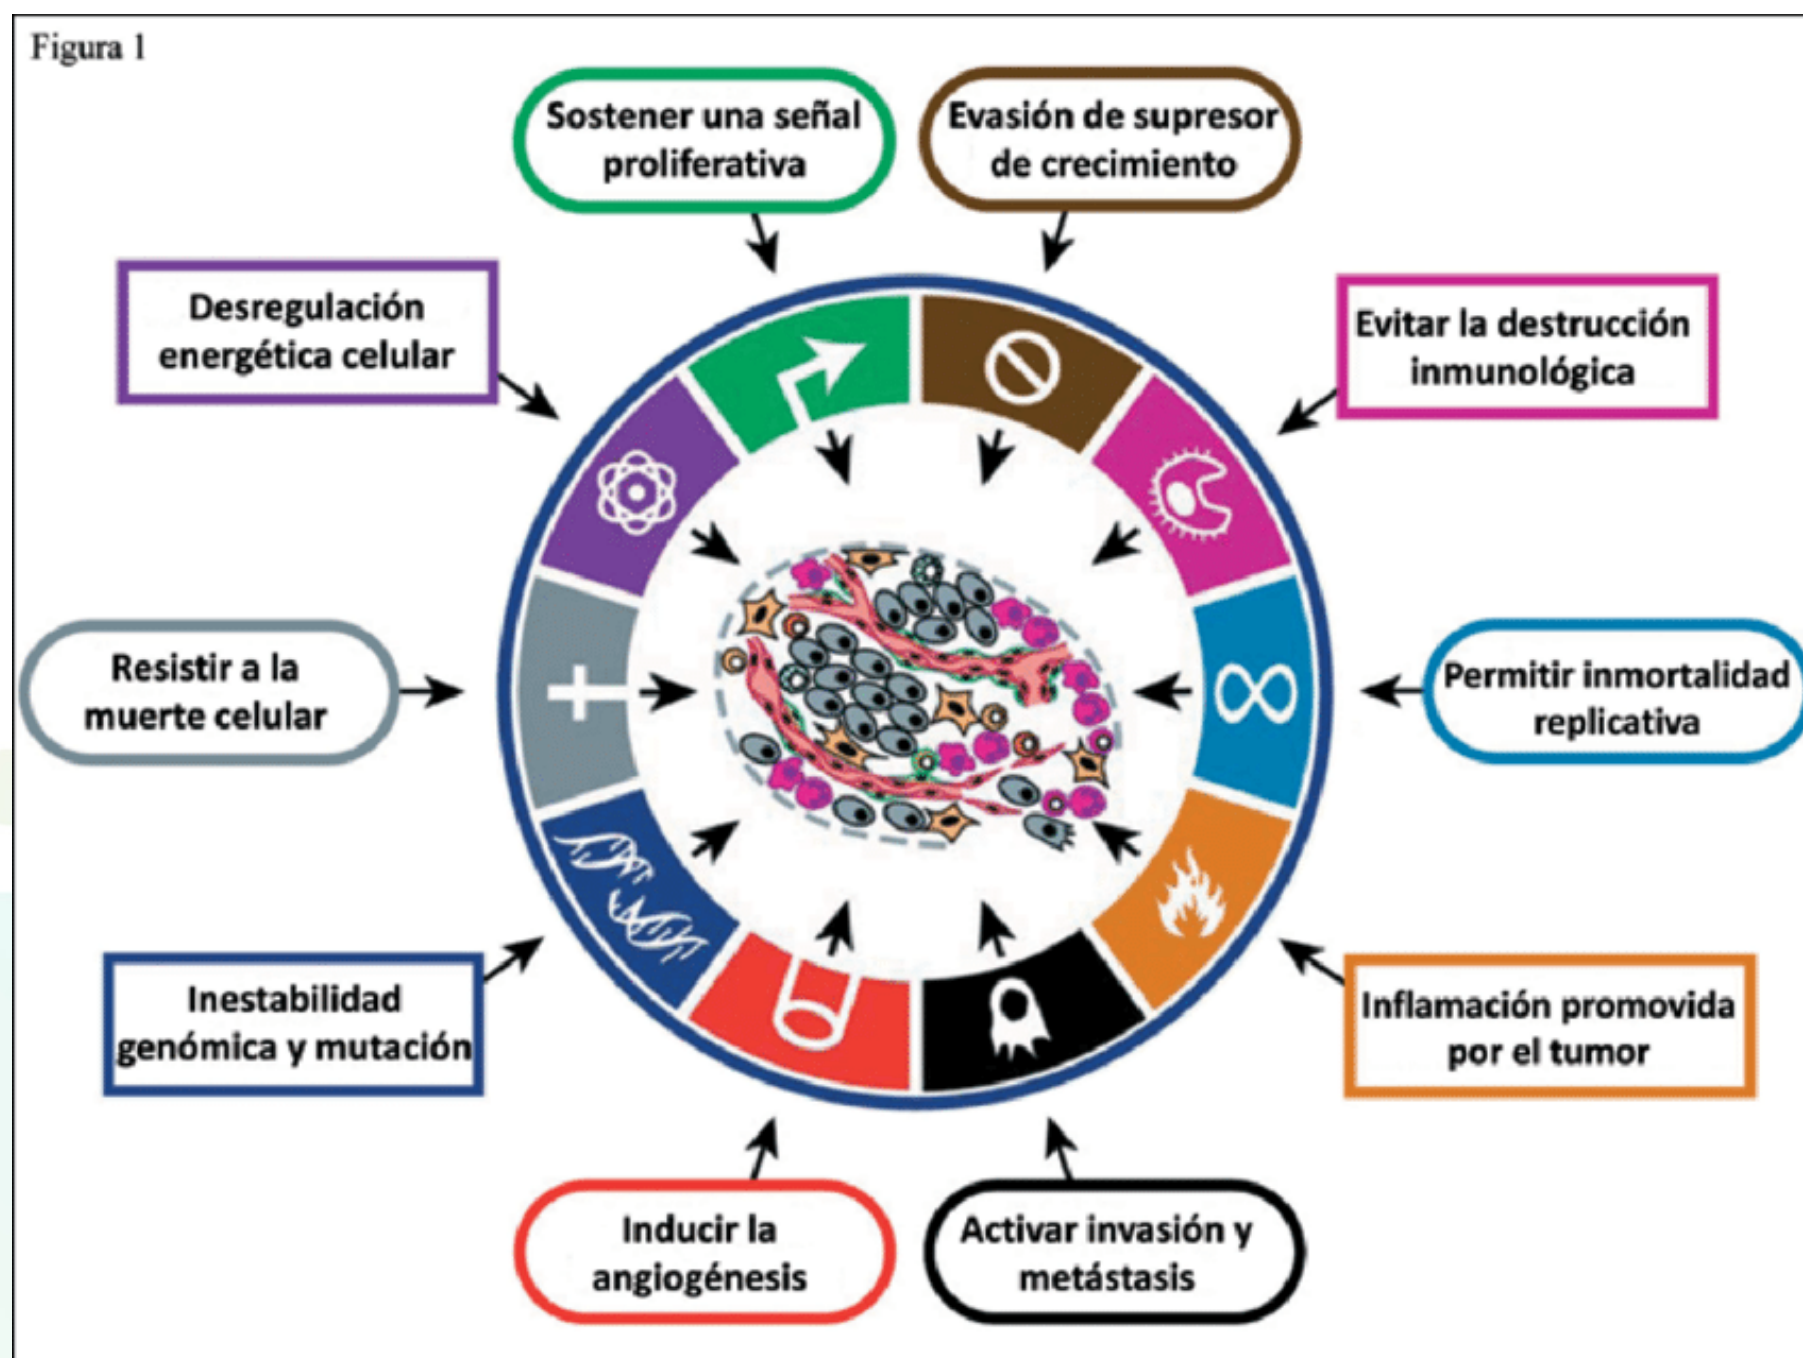 Figura 1
Sostener una señal
proliferativa
Evasión de supresor
de crecimiento
Desregulación
energética celular
Evitar la destrucción
inmunológica
Resistir a la
muerte celular
Permitir inmortalidad
replicativa
Inestabilidad
genómica y mutación
Inflamación promovida
por el tumor
Inducir la
angiogénesis
Activar invasión y
metástasis